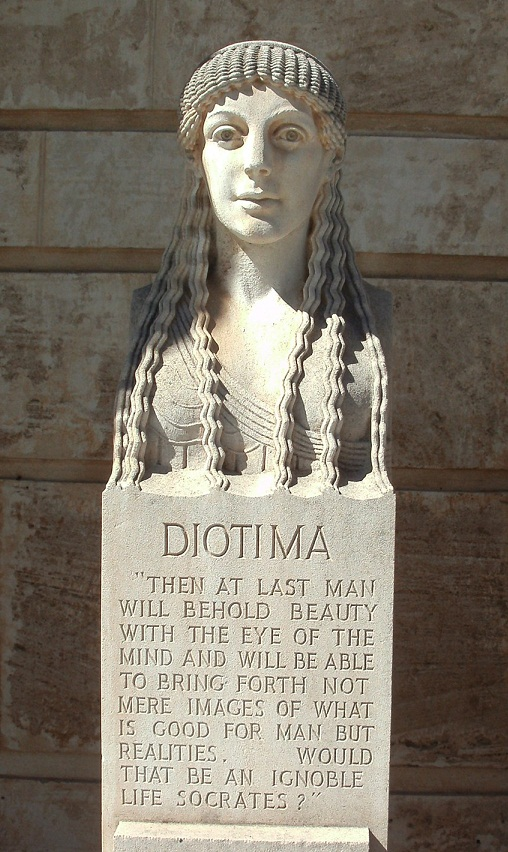 DIOTIMA
"THEN AT LAST MAN
WILL BEHOLD BEAUTY
WITH THE EYE OF THE
MIND AND WILL BE ABLE
TO BRING FORTH NOT
MERE IMAGES OF WHAT
IS GOOD FOR MAN BUT
REALITIES. WOULD
THAT BE AN IGNOBLE
LIFE SOCRATES?"